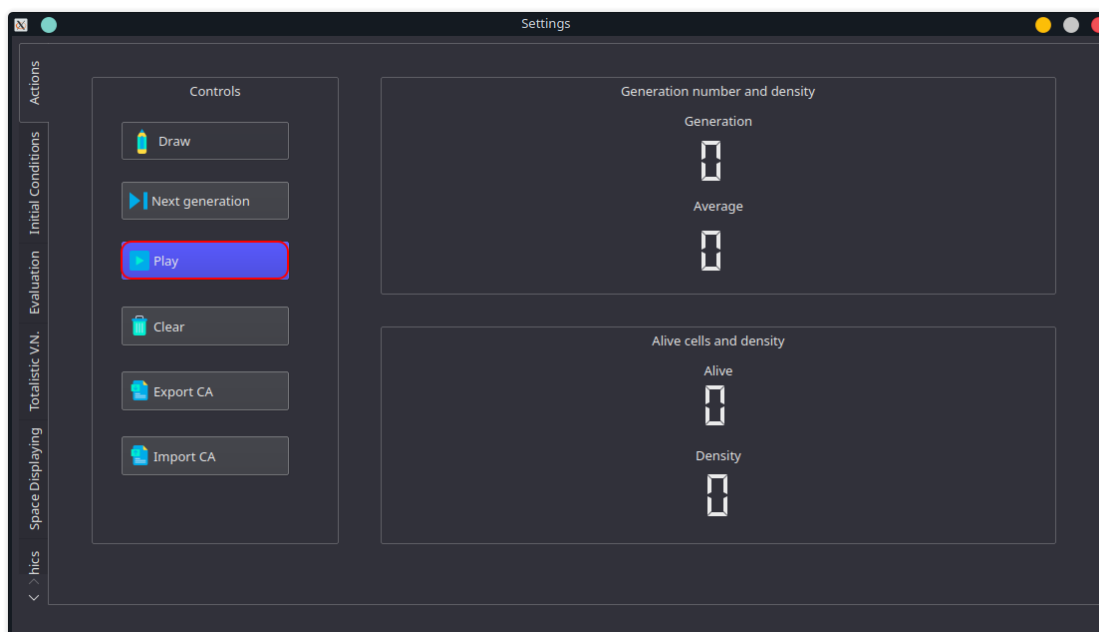 Settings
Actions
Initial Conditions
Evaluation
Totalistic V.N.
Space Displaying
hics
Controls
Draw
Next generation
Play
Clear
Export CA
Import CA
Generation number and density
Generation
0
Average
0
Alive cells and density
Alive
0
Density
0